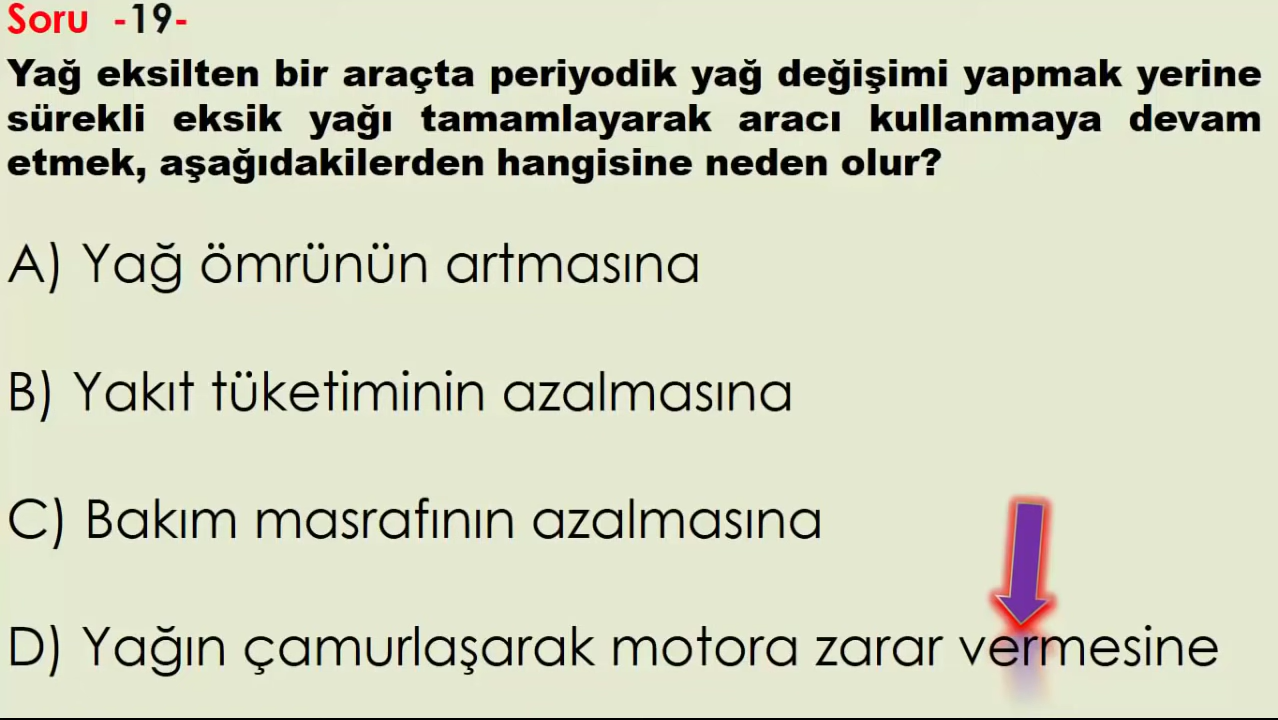 Soru -19-
Yağ eksilten bir araçta periyodik yağ değişimi yapmak yerine
sürekli eksik yağı tamamlayarak aracı kullanmaya devam
etmek, aşağıdakilerden hangisine neden olur?
A) Yağ ömrünün artmasına
B) Yakıt tüketiminin azalmasına
C) Bakım masrafının azalmasına
D) Yağın çamurlaşarak motora zarar vermesine